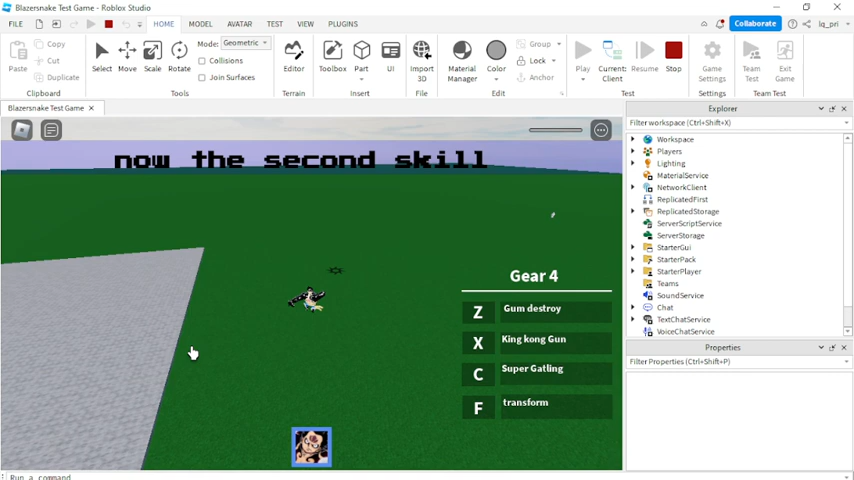 Blazersnake Test Game - Roblox Studio
FILE HOME MODEL AVATAR TEST VIEW PLUGINS Collaborate lq_pri
Paste Copy Cut Duplicate Clipboard
Select Move Scale Rotate Mode: Geometric Collisions Join Surfaces Tools
Editor Terrain
Toolbox Part UI Insert
Import 3D File
Material Manager Color Group Lock Anchor Edit
Play Current: Client Resume Stop Test
Game Settings Settings
Team Test Exit Game Team Test
Blazersnake Test Game
now the second skill
Gear 4
Z Gum destroy
X King kong Gun
C Super Gatling
F transform
Explorer
Filter workspace (Ctrl+Shift+X)
Workspace
Players
Lighting
MaterialService
NetworkClient
ReplicatedFirst
ReplicatedStorage
ServerScriptService
ServerStorage
StarterGui
StarterPack
StarterPlayer
Teams
SoundService
Chat
TextChatService
VoiceChatService
Properties
Filter Properties (Ctrl+Shift+P)
Run a command